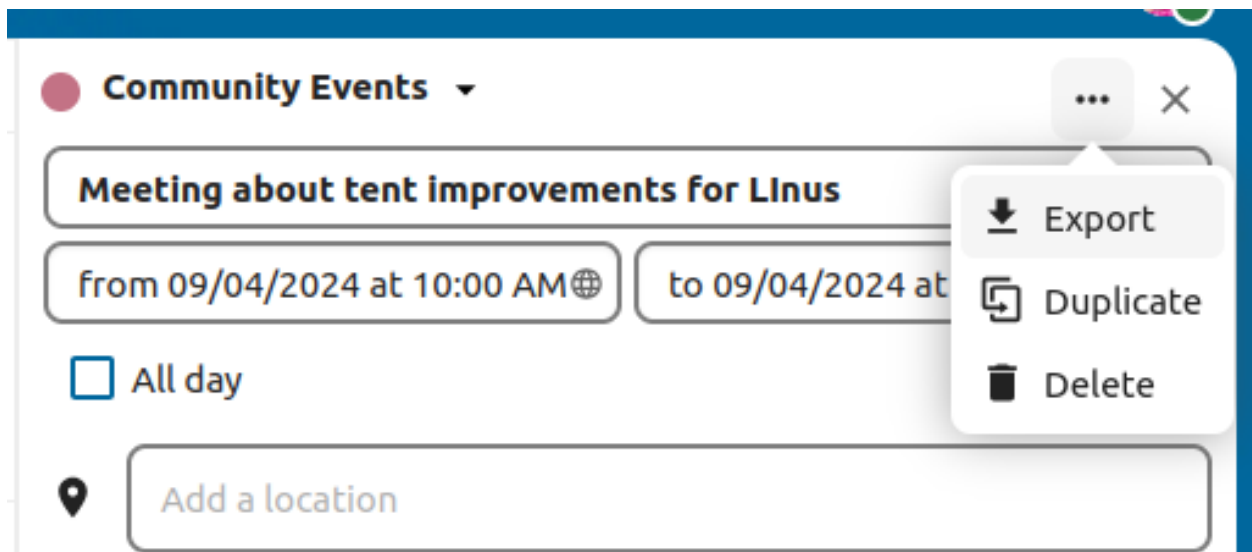 Community Events
Meeting about tent improvements for LInus
Export
from 09/04/2024 at 10:00 AM
to 09/04/2024 at
Duplicate
All day
Delete
Add a location